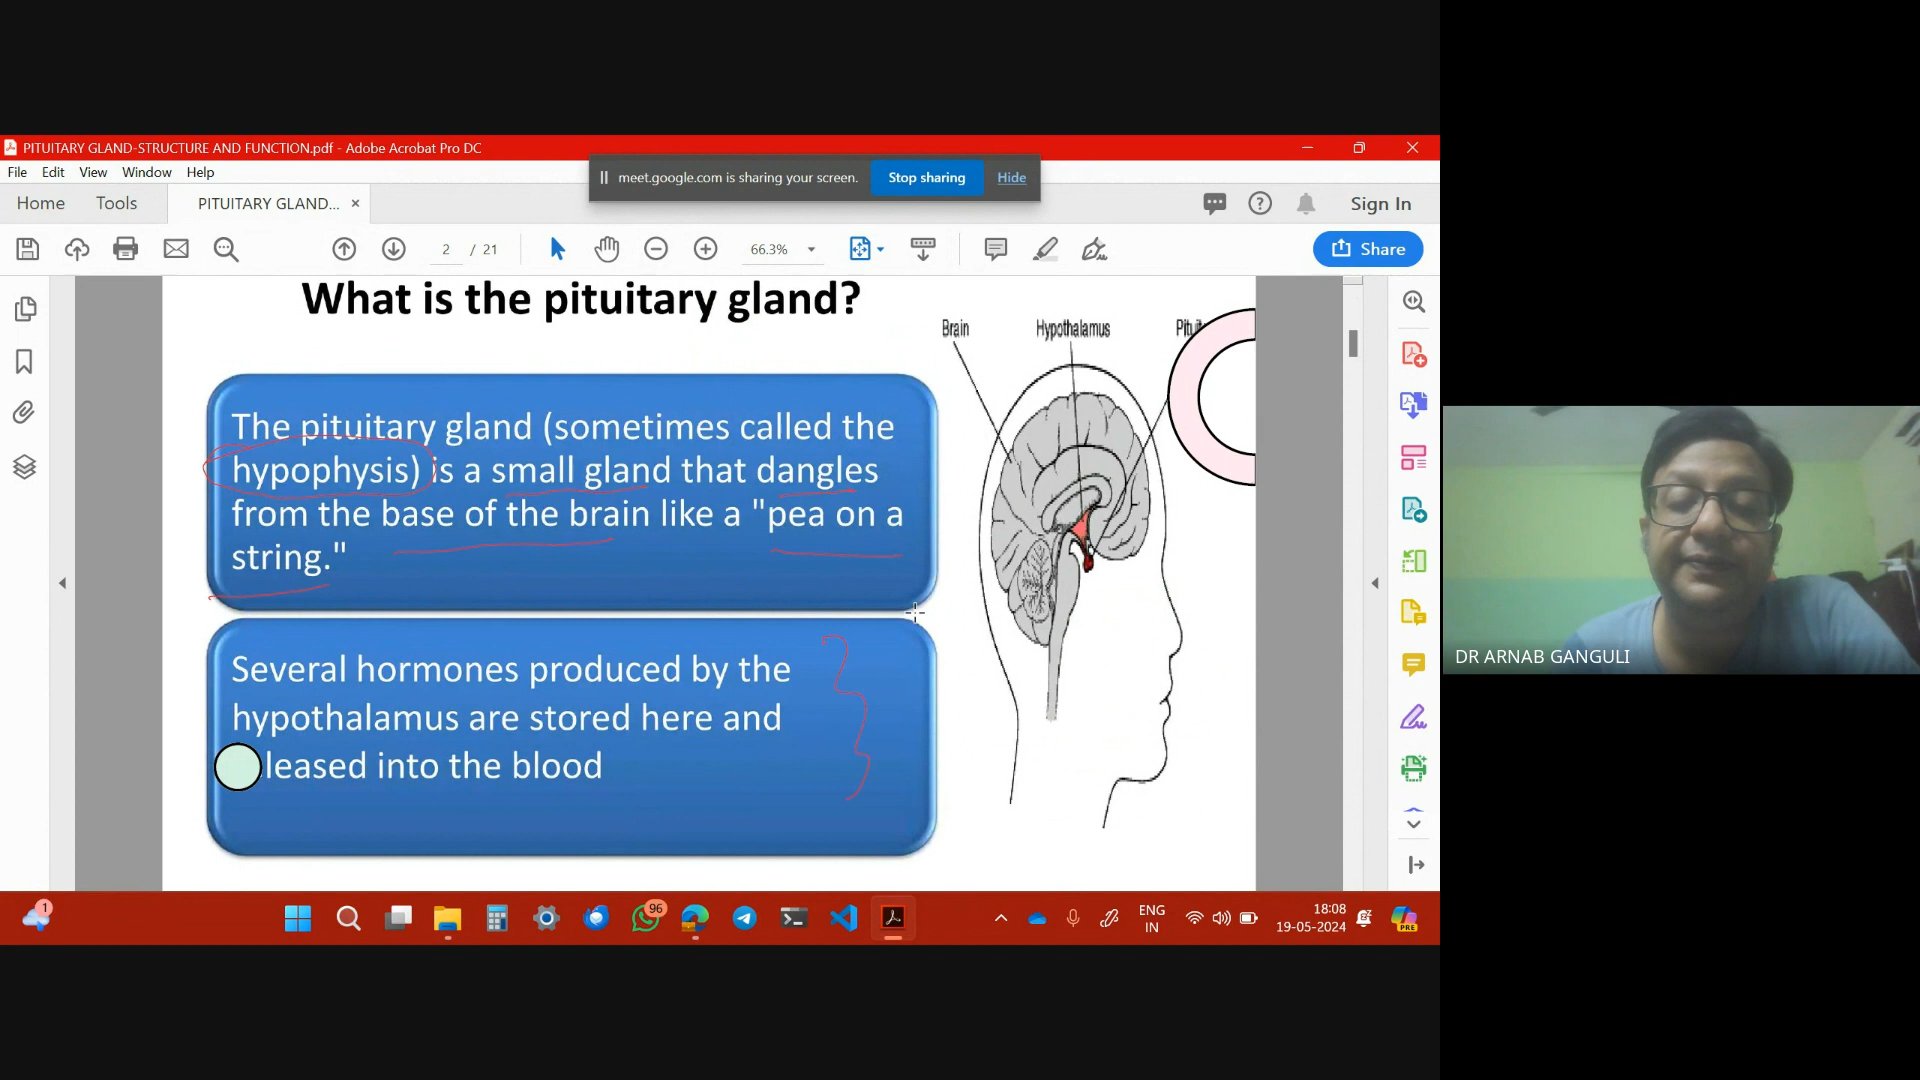 PITUITARY GLAND-STRUCTURE AND FUNCTION.pdf - Adobe Acrobat Pro DC
File Edit View Window Help
meet.google.com is sharing your screen. Stop sharing Hide
Home Tools PITUITARY GLAND... Sign In
2 / 21 66.3% Share
What is the pituitary gland?
Brain Hypothalamus
The pituitary gland (sometimes called the
hypophysis) is a small gland that dangles
from the base of the brain like a "pea on a
string."
Several hormones produced by the
hypothalamus are stored here and
leased into the blood
DR ARNAB GANGULI
1
96
PRE
ENG
IN
18:08
19-05-2024